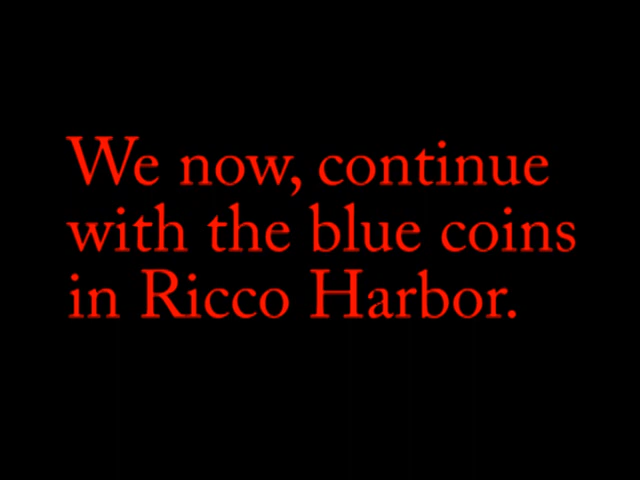 We now, continue
with the blue coins
in Ricco Harbor.